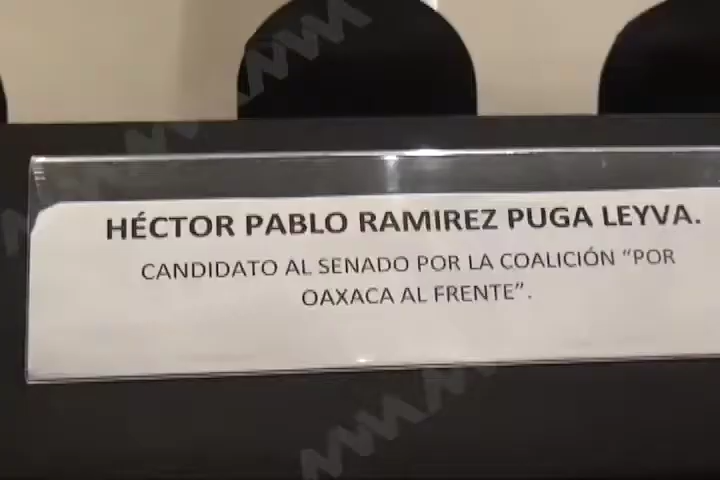 HÉCTOR PABLO RAMIREZ PUGA LEYVA.
CANDIDATO AL SENADO POR LA COALICIÓN “POR
OAXACA AL FRENTE”.